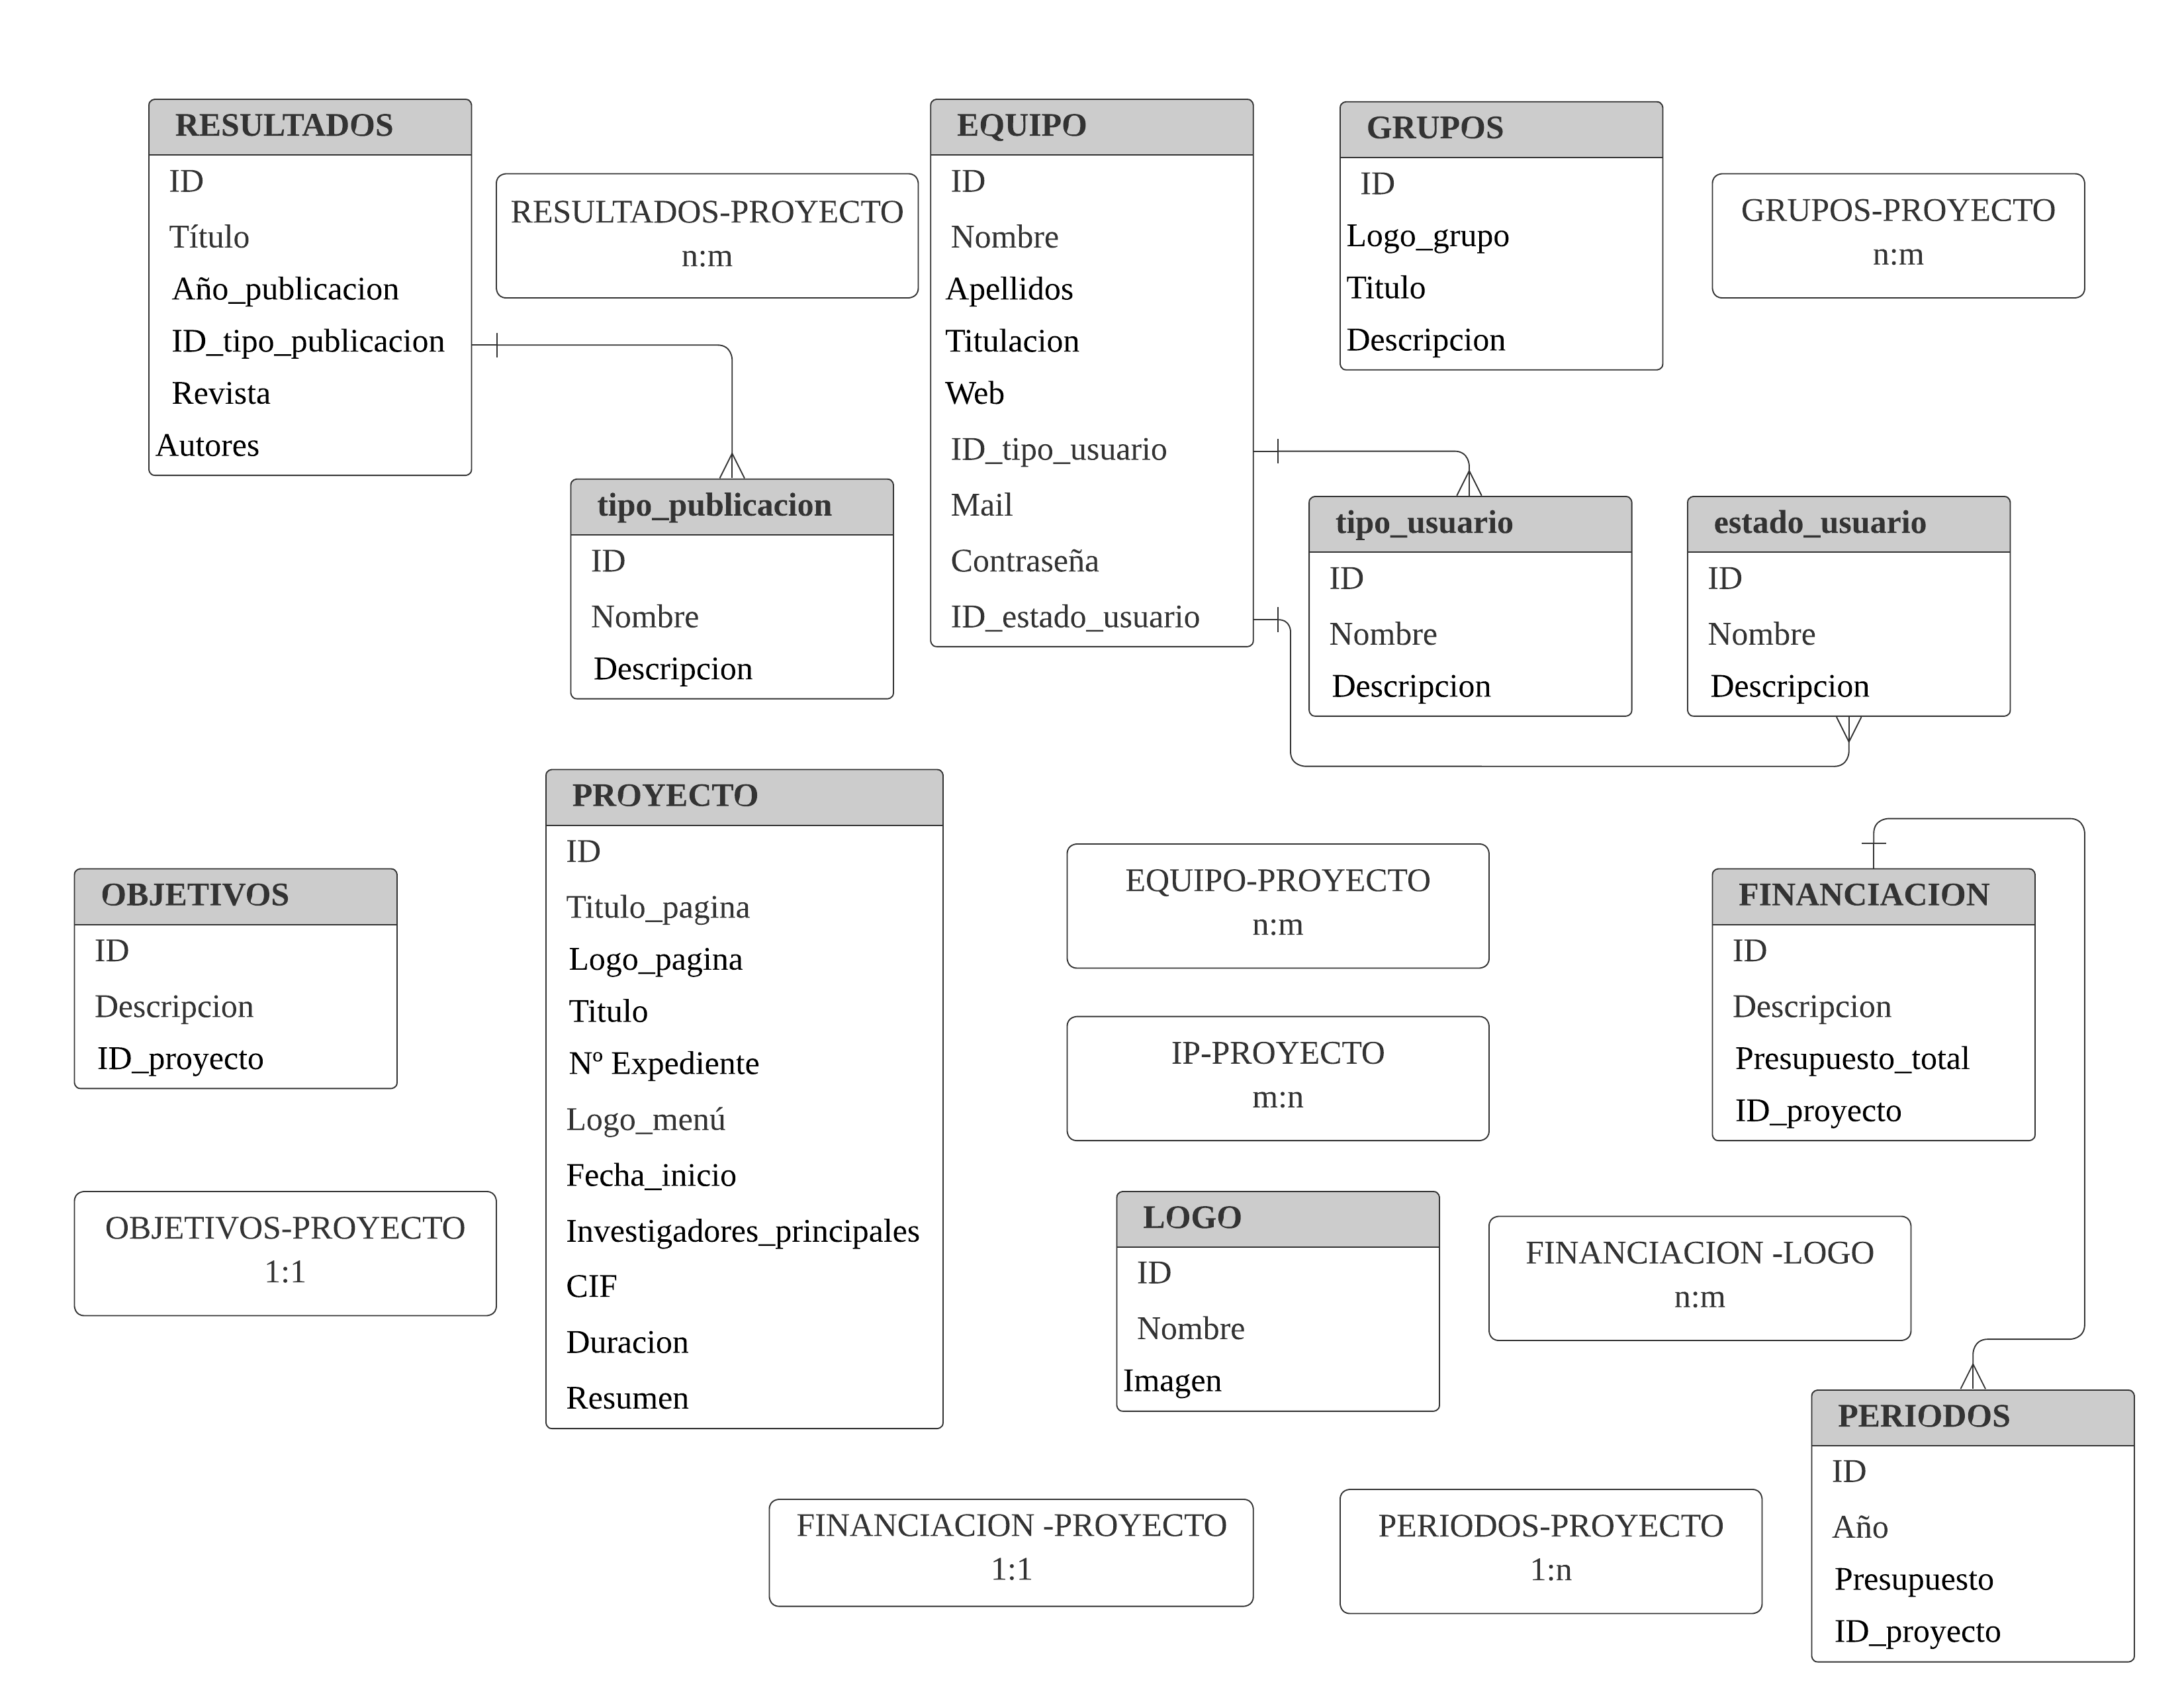 RESULTADOS
ID
Título
Año_publicacion
ID_tipo_publicacion
Revista
Autores
RESULTADOS-PROYECTO
n:m
EQUIPO
ID
Nombre
Apellidos
Titulacion
Web
ID_tipo_usuario
Mail
Contraseña
ID_estado_usuario
GRUPOS
ID
Logo_grupo
Titulo
Descripcion
GRUPOS-PROYECTO
n:m
tipo_publicacion
ID
Nombre
Descripcion
tipo_usuario
ID
Nombre
Descripcion
estado_usuario
ID
Nombre
Descripcion
OBJETIVOS
ID
Descripcion
ID_proyecto
OBJETIVOS-PROYECTO
1:1
PROYECTO
ID
Titulo_pagina
Logo_pagina
Titulo
Nº Expediente
Logo_menú
Fecha_inicio
Investigadores_principales
CIF
Duracion
Resumen
EQUIPO-PROYECTO
n:m
IP-PROYECTO
m:n
FINANCIACION
ID
Descripcion
Presupuesto_total
ID_proyecto
LOGO
ID
Nombre
Imagen
FINANCIACION -LOGO
n:m
FINANCIACION -PROYECTO
1:1
PERIODOS-PROYECTO
1:n
PERIODOS
ID
Año
Presupuesto
ID_proyecto